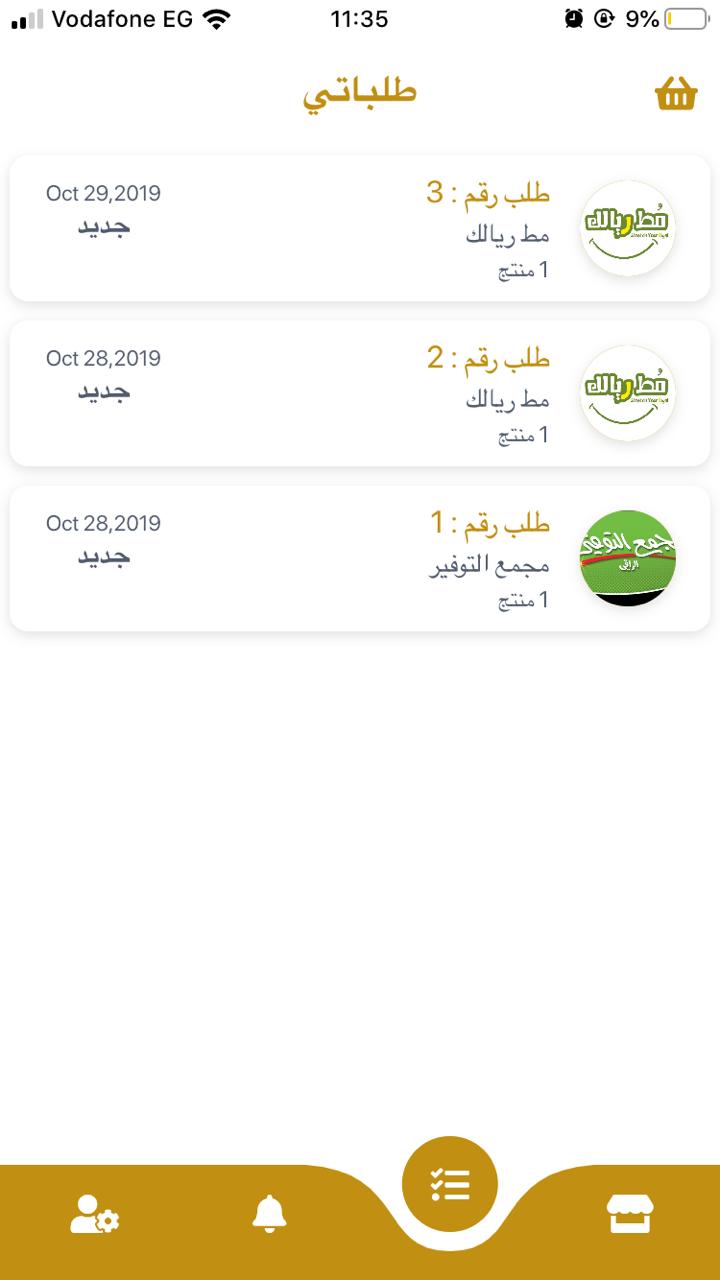 Vodafone EG 11:35 9%
طلباتي
طلب رقم : 3
Oct 29,2019
مط ريالك
جديد
1 منتج
مُط ريالك
طلب رقم : 2
Oct 28,2019
مط ريالك
جديد
1 منتج
مُط ريالك
طلب رقم : 1
Oct 28,2019
مجمع التوفير
جديد
1 منتج